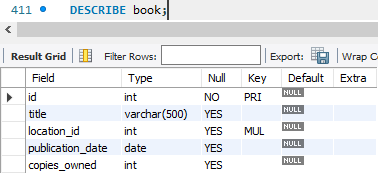 411 DESCRIBE book;
Result Grid Filter Rows: Export: Wrap Ce
Field Type Null Key Default Extra
id int NO PRI NULL
title varchar(500) YES NULL
location_id int YES MUL NULL
publication_date date YES NULL
copies_owned int YES NULL